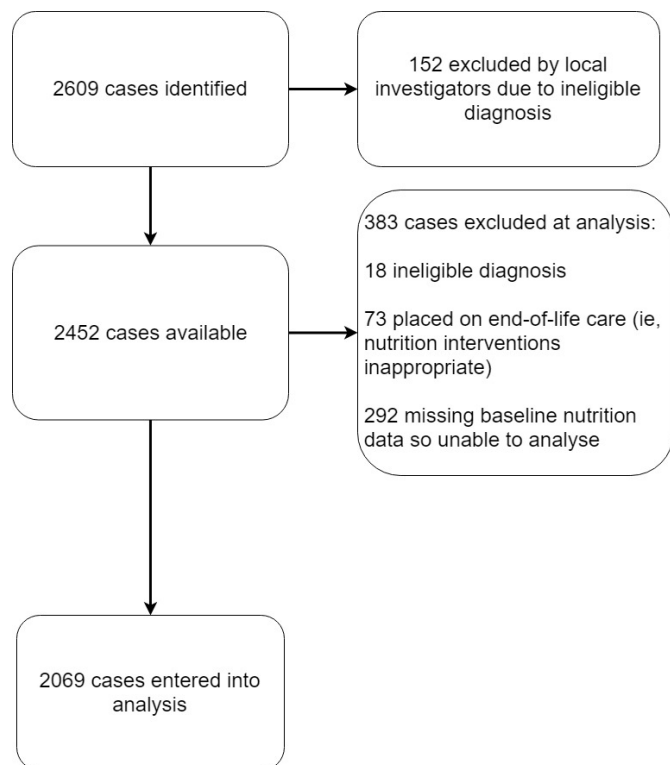 2609 cases identified
152 excluded by local
investigators due to ineligible
diagnosis
383 cases excluded at analysis:
18 ineligible diagnosis
73 placed on end-of-life care (ie,
nutrition interventions
inappropriate)
292 missing baseline nutrition
data so unable to analyse
2452 cases available
2069 cases entered into
analysis